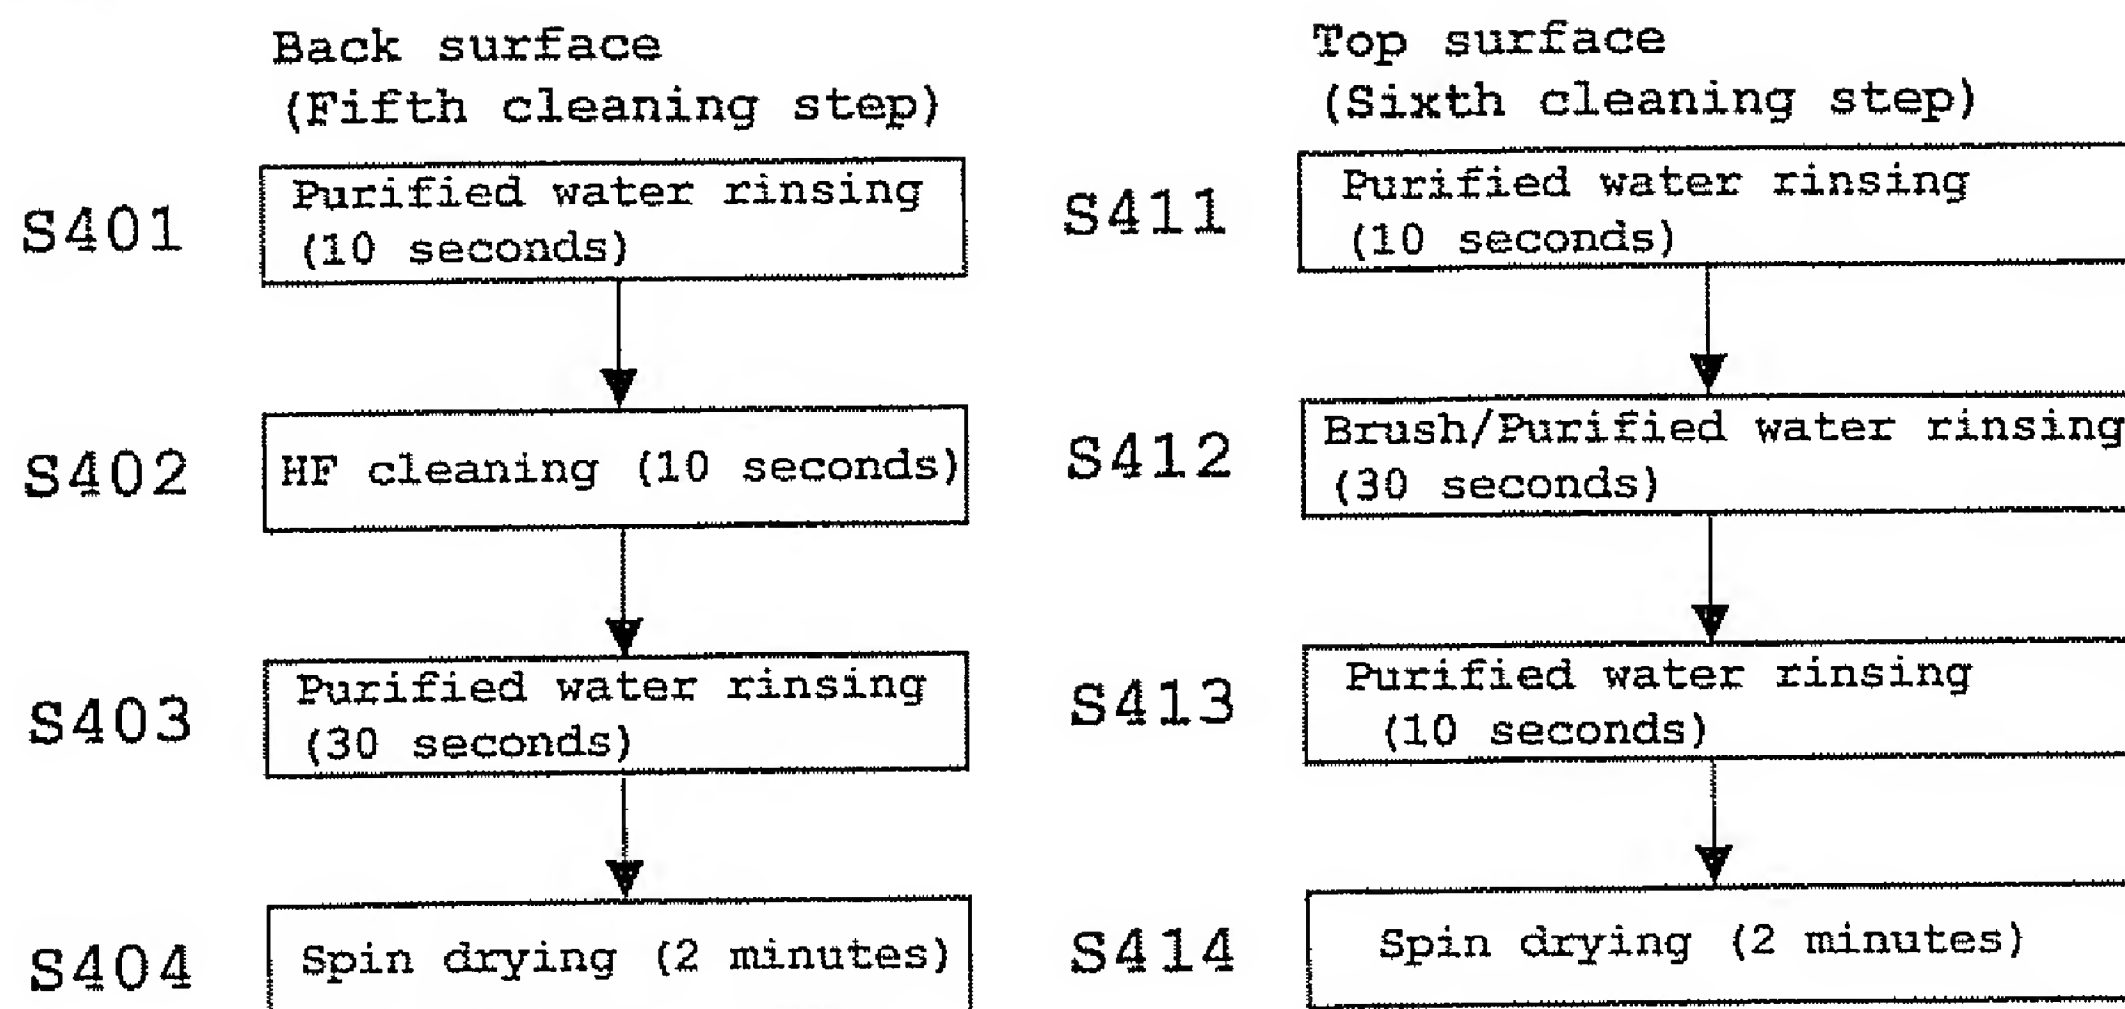 Back surface
(Fifth cleaning step)
S401
Purified water rinsing
(10 seconds)
S402
HF cleaning (10 seconds)
S403
Purified water rinsing
(30 seconds)
S404
Spin drying (2 minutes)
Top surface
(Sixth cleaning step)
S411
Purified water rinsing
(10 seconds)
S412
Brush/Purified water rinsing
(30 seconds)
S413
Purified water rinsing
(10 seconds)
S414
Spin drying (2 minutes)